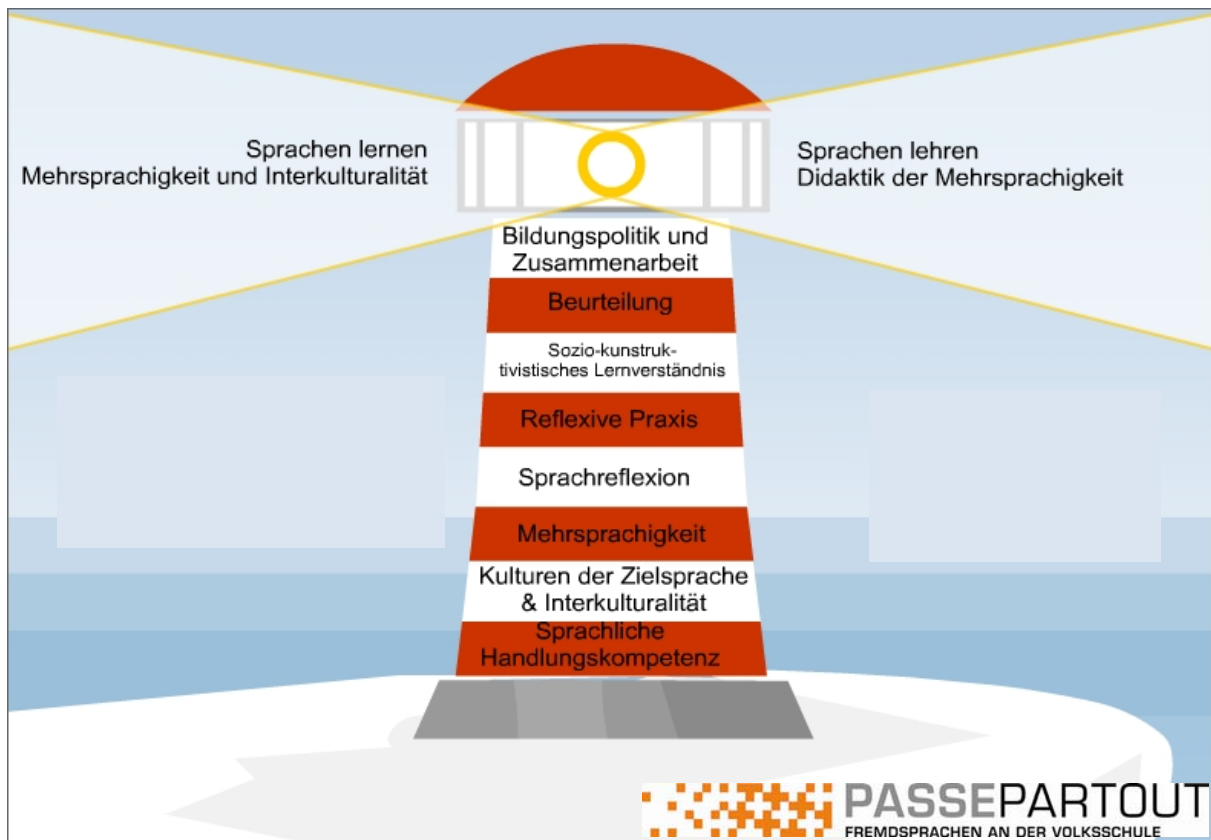 Sprachen lernen
Mehrsprachigkeit und Interkulturalität
Sprachen lehren
Didaktik der Mehrsprachigkeit
Bildungspolitik und
Zusammenarbeit
Beurteilung
Sozio-kunstruk-
tivistisches Lernverständnis
Reflexive Praxis
Sprachreflexion
Mehrsprachigkeit
Kulturen der Zielsprache
& Interkulturalität
Sprachliche
Handlungskompetenz
PASSEPARTOUT
FREMDSPRACHEN AN DER VOLKSSCHULE